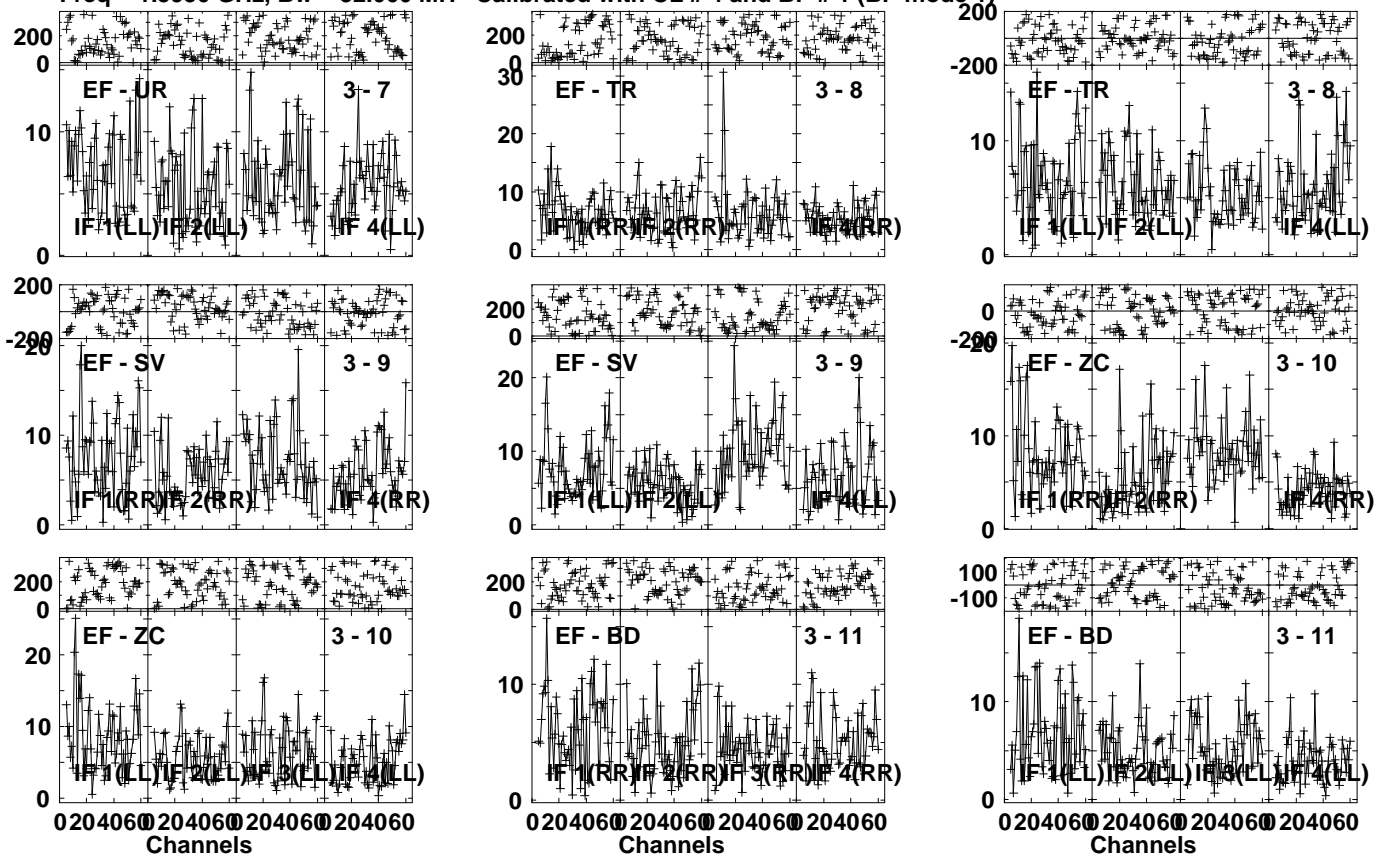 200
0
EF - UR
3 - 7
10
0
IF 1(LL)
IF 2(LL)
IF 4(LL)
200
0
EF - TR
3 - 8
30
20
10
0
IF 1(RR)
IF 2(RR)
IF 4(RR)
200
-200
EF - TR
3 - 8
10
0
IF 1(LL)
IF 2(LL)
IF 4(LL)
200
-200
20
EF - SV
3 - 9
10
0
IF 1(RR)
IF 2(RR)
IF 4(RR)
200
0
EF - SV
3 - 9
20
10
0
IF 1(LL)
IF 2(LL)
IF 4(LL)
200
0
-200
20
EF - ZC
3 - 10
10
0
IF 1(RR)
IF 2(RR)
IF 4(RR)
200
0
EF - ZC
3 - 10
20
10
0
IF 1(LL)
IF 2(LL)
IF 3(LL)
IF 4(LL)
0 20 40 60 0 20 40 60 0 20 40 60 0 20 40 60
Channels
200
0
EF - BD
3 - 11
10
0
IF 1(RR)
IF 2(RR)
IF 3(RR)
IF 4(RR)
0 20 40 60 0 20 40 60 0 20 40 60 0 20 40 60
Channels
100
-100
EF - BD
3 - 11
10
0
IF 1(LL)
IF 2(LL)
IF 3(LL)
IF 4(LL)
0 20 40 60 0 20 40 60 0 20 40 60 0 20 40 60
Channels